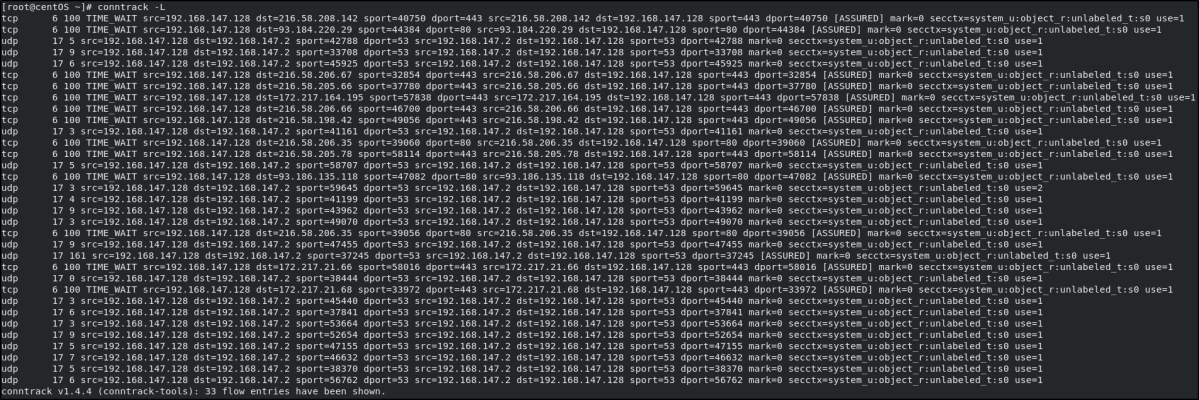 [root@centOS ~]# conntrack -L
tcp      6 100 TIME_WAIT src=192.168.147.128 dst=216.58.208.142 sport=40750 dport=443 src=216.58.208.142 dst=192.168.147.128 sport=443 dport=40750 [ASSURED] mark=0 secctx=system_u:object_r:unlabeled_t:s0 use=1
tcp      6 100 TIME_WAIT src=192.168.147.128 dst=93.184.220.29 sport=44384 dport=80 src=93.184.220.29 dst=192.168.147.128 sport=80 dport=44384 [ASSURED] mark=0 secctx=system_u:object_r:unlabeled_t:s0 use=1
udp      17 5 src=192.168.147.128 dst=192.168.147.2 sport=42788 dport=53 src=192.168.147.2 dst=192.168.147.128 sport=53 dport=42788 mark=0 secctx=system_u:object_r:unlabeled_t:s0 use=1
udp      17 9 src=192.168.147.128 dst=192.168.147.2 sport=33708 dport=53 src=192.168.147.2 dst=192.168.147.128 sport=53 dport=33708 mark=0 secctx=system_u:object_r:unlabeled_t:s0 use=1
udp      17 6 src=192.168.147.128 dst=192.168.147.2 sport=45925 dport=53 src=192.168.147.2 dst=192.168.147.128 sport=53 dport=45925 mark=0 secctx=system_u:object_r:unlabeled_t:s0 use=1
tcp      6 100 TIME_WAIT src=192.168.147.128 dst=216.58.206.67 sport=32854 dport=443 src=216.58.206.67 dst=192.168.147.128 sport=443 dport=32854 [ASSURED] mark=0 secctx=system_u:object_r:unlabeled_t:s0 use=1
tcp      6 100 TIME_WAIT src=192.168.147.128 dst=216.58.205.66 sport=37780 dport=443 src=216.58.205.66 dst=192.168.147.128 sport=443 dport=37780 [ASSURED] mark=0 secctx=system_u:object_r:unlabeled_t:s0 use=1
tcp      6 100 TIME_WAIT src=192.168.147.128 dst=172.217.164.195 sport=57838 dport=443 src=172.217.164.195 dst=192.168.147.128 sport=443 dport=57838 [ASSURED] mark=0 secctx=system_u:object_r:unlabeled_t:s0 use=1
tcp      6 100 TIME_WAIT src=192.168.147.128 dst=216.58.206.66 sport=46700 dport=443 src=216.58.206.66 dst=192.168.147.128 sport=443 dport=46700 [ASSURED] mark=0 secctx=system_u:object_r:unlabeled_t:s0 use=1
tcp      6 100 TIME_WAIT src=192.168.147.128 dst=216.58.198.42 sport=49056 dport=443 src=216.58.198.42 dst=192.168.147.128 sport=443 dport=49056 [ASSURED] mark=0 secctx=system_u:object_r:unlabeled_t:s0 use=1
udp      17 3 src=192.168.147.128 dst=192.168.147.2 sport=41161 dport=53 src=192.168.147.2 dst=192.168.147.128 sport=53 dport=41161 mark=0 secctx=system_u:object_r:unlabeled_t:s0 use=1
tcp      6 100 TIME_WAIT src=192.168.147.128 dst=216.58.206.35 sport=39060 dport=80 src=216.58.206.35 dst=192.168.147.128 sport=80 dport=39060 [ASSURED] mark=0 secctx=system_u:object_r:unlabeled_t:s0 use=1
tcp      6 100 TIME_WAIT src=192.168.147.128 dst=216.58.205.78 sport=58114 dport=443 src=216.58.205.78 dst=192.168.147.128 sport=443 dport=58114 [ASSURED] mark=0 secctx=system_u:object_r:unlabeled_t:s0 use=1
udp      17 5 src=192.168.147.128 dst=192.168.147.2 sport=58707 dport=53 src=192.168.147.2 dst=192.168.147.128 sport=53 dport=58707 mark=0 secctx=system_u:object_r:unlabeled_t:s0 use=1
tcp      6 100 TIME_WAIT src=192.168.147.128 dst=93.186.135.118 sport=47082 dport=80 src=93.186.135.118 dst=192.168.147.128 sport=80 dport=47082 [ASSURED] mark=0 secctx=system_u:object_r:unlabeled_t:s0 use=1
udp      17 3 src=192.168.147.128 dst=192.168.147.2 sport=59645 dport=53 src=192.168.147.2 dst=192.168.147.128 sport=53 dport=59645 mark=0 secctx=system_u:object_r:unlabeled_t:s0 use=2
udp      17 4 src=192.168.147.128 dst=192.168.147.2 sport=41199 dport=53 src=192.168.147.2 dst=192.168.147.128 sport=53 dport=41199 mark=0 secctx=system_u:object_r:unlabeled_t:s0 use=1
udp      17 9 src=192.168.147.128 dst=192.168.147.2 sport=43962 dport=53 src=192.168.147.2 dst=192.168.147.128 sport=53 dport=43962 mark=0 secctx=system_u:object_r:unlabeled_t:s0 use=1
udp      17 3 src=192.168.147.128 dst=192.168.147.2 sport=49070 dport=53 src=192.168.147.2 dst=192.168.147.128 sport=53 dport=49070 mark=0 secctx=system_u:object_r:unlabeled_t:s0 use=1
tcp      6 100 TIME_WAIT src=192.168.147.128 dst=216.58.206.35 sport=39056 dport=80 src=216.58.206.35 dst=192.168.147.128 sport=80 dport=39056 [ASSURED] mark=0 secctx=system_u:object_r:unlabeled_t:s0 use=1
udp      17 9 src=192.168.147.128 dst=192.168.147.2 sport=47455 dport=53 src=192.168.147.2 dst=192.168.147.128 sport=53 dport=47455 mark=0 secctx=system_u:object_r:unlabeled_t:s0 use=1
udp      17 161 src=192.168.147.128 dst=192.168.147.2 sport=37245 dport=53 src=192.168.147.2 dst=192.168.147.128 sport=53 dport=37245 [ASSURED] mark=0 secctx=system_u:object_r:unlabeled_t:s0 use=1
tcp      6 100 TIME_WAIT src=192.168.147.128 dst=172.217.21.66 sport=58016 dport=443 src=172.217.21.66 dst=192.168.147.128 sport=443 dport=58016 [ASSURED] mark=0 secctx=system_u:object_r:unlabeled_t:s0 use=1
udp      17 0 src=192.168.147.128 dst=192.168.147.2 sport=38444 dport=53 src=192.168.147.2 dst=192.168.147.128 sport=53 dport=38444 mark=0 secctx=system_u:object_r:unlabeled_t:s0 use=1
tcp      6 100 TIME_WAIT src=192.168.147.128 dst=172.217.21.68 sport=33972 dport=443 src=172.217.21.68 dst=192.168.147.128 sport=443 dport=33972 [ASSURED] mark=0 secctx=system_u:object_r:unlabeled_t:s0 use=1
udp      17 3 src=192.168.147.128 dst=192.168.147.2 sport=45440 dport=53 src=192.168.147.2 dst=192.168.147.128 sport=53 dport=45440 mark=0 secctx=system_u:object_r:unlabeled_t:s0 use=1
udp      17 6 src=192.168.147.128 dst=192.168.147.2 sport=37841 dport=53 src=192.168.147.2 dst=192.168.147.128 sport=53 dport=37841 mark=0 secctx=system_u:object_r:unlabeled_t:s0 use=1
udp      17 3 src=192.168.147.128 dst=192.168.147.2 sport=53664 dport=53 src=192.168.147.2 dst=192.168.147.128 sport=53 dport=53664 mark=0 secctx=system_u:object_r:unlabeled_t:s0 use=1
udp      17 9 src=192.168.147.128 dst=192.168.147.2 sport=52654 dport=53 src=192.168.147.2 dst=192.168.147.128 sport=53 dport=52654 mark=0 secctx=system_u:object_r:unlabeled_t:s0 use=1
udp      17 4 src=192.168.147.128 dst=192.168.147.2 sport=47155 dport=53 src=192.168.147.2 dst=192.168.147.128 sport=53 dport=47155 mark=0 secctx=system_u:object_r:unlabeled_t:s0 use=1
udp      17 7 src=192.168.147.128 dst=192.168.147.2 sport=46632 dport=53 src=192.168.147.2 dst=192.168.147.128 sport=53 dport=46632 mark=0 secctx=system_u:object_r:unlabeled_t:s0 use=1
udp      17 5 src=192.168.147.128 dst=192.168.147.2 sport=38370 dport=53 src=192.168.147.2 dst=192.168.147.128 sport=53 dport=38370 mark=0 secctx=system_u:object_r:unlabeled_t:s0 use=1
udp      17 6 src=192.168.147.128 dst=192.168.147.2 sport=56762 dport=53 src=192.168.147.2 dst=192.168.147.128 sport=53 dport=56762 mark=0 secctx=system_u:object_r:unlabeled_t:s0 use=1
conntrack v1.4.4 (conntrack-tools): 33 flow entries have been shown.